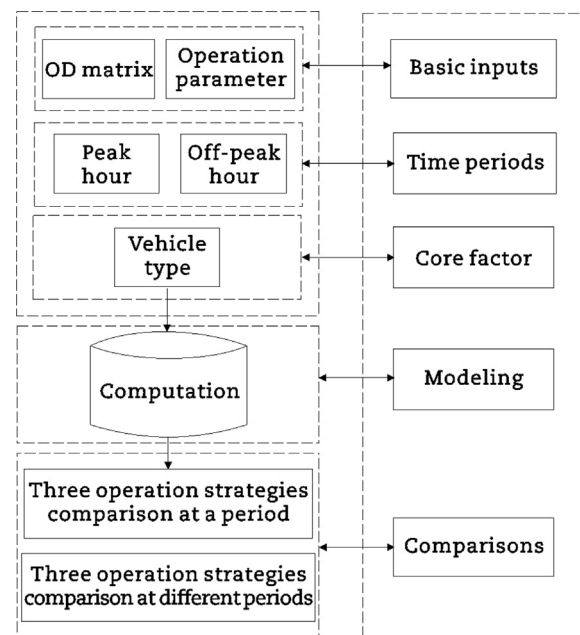 OD matrix
Operation
parameter
Basic inputs
Peak
hour
Off-peak
hour
Time periods
Vehicle
type
Core factor
Computation
Modeling
Three operation strategies
comparison at a period
Three operation strategies
comparison at different periods
Comparisons